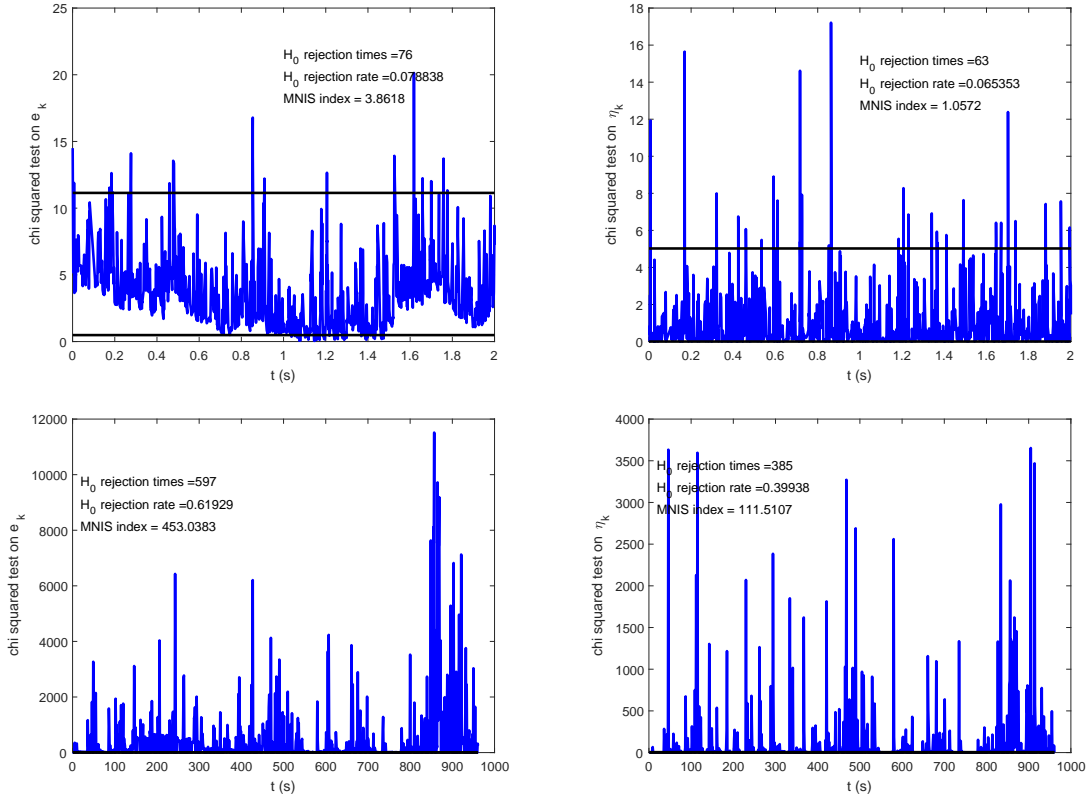 25
20
15
10
5
0
chi squared test on e k
H0 rejection times =76
H0 rejection rate =0.078838
MNIS index = 3.8618
0 0.2 0.4 0.6 0.8 1 1.2 1.4 1.6 1.8 2
t (s)
18
16
14
12
10
8
6
4
2
0
chi squared test on ηk
H0 rejection times =63
H0 rejection rate =0.065353
MNIS index = 1.0572
0 0.2 0.4 0.6 0.8 1 1.2 1.4 1.6 1.8 2
t (s)
12000
10000
8000
6000
4000
2000
0
chi squared test on e k
H0 rejection times =597
H0 rejection rate =0.61929
MNIS index = 453.0383
0 100 200 300 400 500 600 700 800 900 1000
t (s)
4000
3500
3000
2500
2000
1500
1000
500
0
chi squared test on ηk
H0 rejection times =385
H0 rejection rate =0.39938
MNIS index = 111.5107
0 100 200 300 400 500 600 700 800 900 1000
t (s)